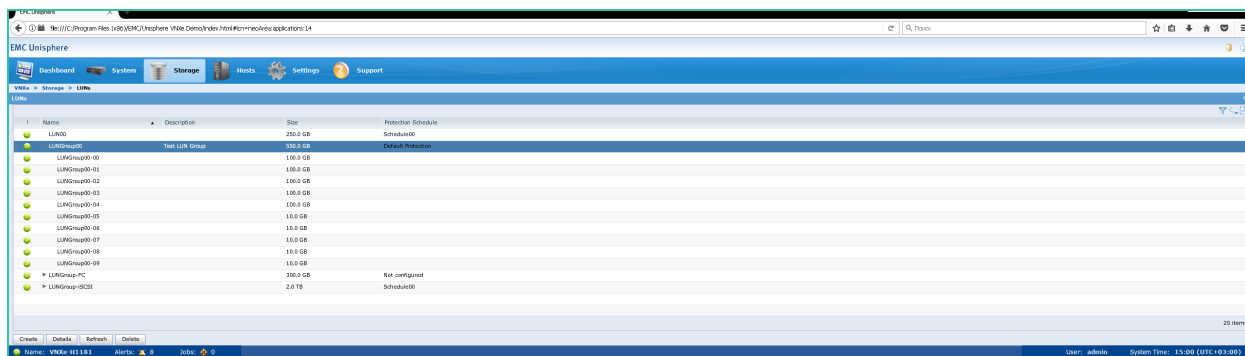 EMC Unisphere
file:///C:/Program Files (x86)/EMC/Unisphere VNXe Demo/index.html#lcn=neoArea:applications:14
Поиск
EMC Unisphere
Dashboard System Storage Hosts Settings Support
VNXe > Storage > LUNs
LUNs
! Name Description Size Protection Schedule
LUN00 250.0 GB Schedule00
LUNGroup00 Test LUN Group 550.0 GB Default Protection
LUNGroup00-00 100.0 GB
LUNGroup00-01 100.0 GB
LUNGroup00-02 100.0 GB
LUNGroup00-03 100.0 GB
LUNGroup00-04 100.0 GB
LUNGroup00-05 10.0 GB
LUNGroup00-06 10.0 GB
LUNGroup00-07 10.0 GB
LUNGroup00-08 10.0 GB
LUNGroup00-09 10.0 GB
LUNGroup-FC 300.0 GB Not configured
LUNGroup-iSCSI 2.0 TB Schedule00
20 items
Create Details Refresh Delete
Name: VNXe-H1181 Alerts: 8 Jobs: 0 User: admin System Time: 15:00 (UTC+03:00)